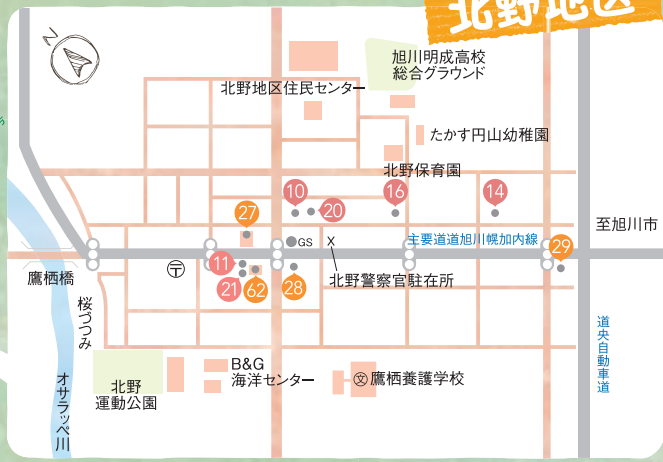 北野地区
N
旭川明成高校
総合グラウンド
北野地区住民センター
たかす円山幼稚園
北野保育園
10
20
16
14
27
至旭川市
GS
X
主要道道旭川幌加内線
29
〒
11
北野警察官駐在所
鷹栖橋
21
62
28
桜づつみ
道央自動車道
B&G
海洋センター
文
鷹栖養護学校
オサラッペ川
北野
運動公園